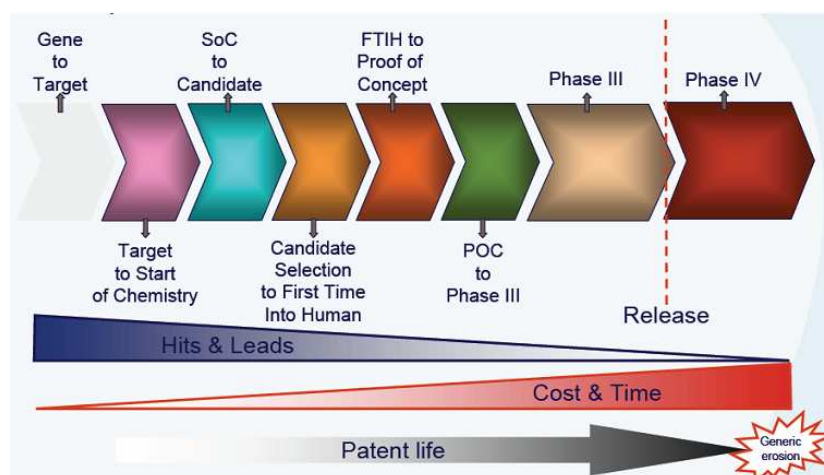 Gene
to
Target
SoC
to
Candidate
FTIH to
Proof of
Concept
Phase III
Phase IV
Target
to Start
of Chemistry
Candidate
Selection
to First Time
Into Human
POC
to
Phase III
Release
Hits & Leads
Cost & Time
Patent life
Generic
erosion